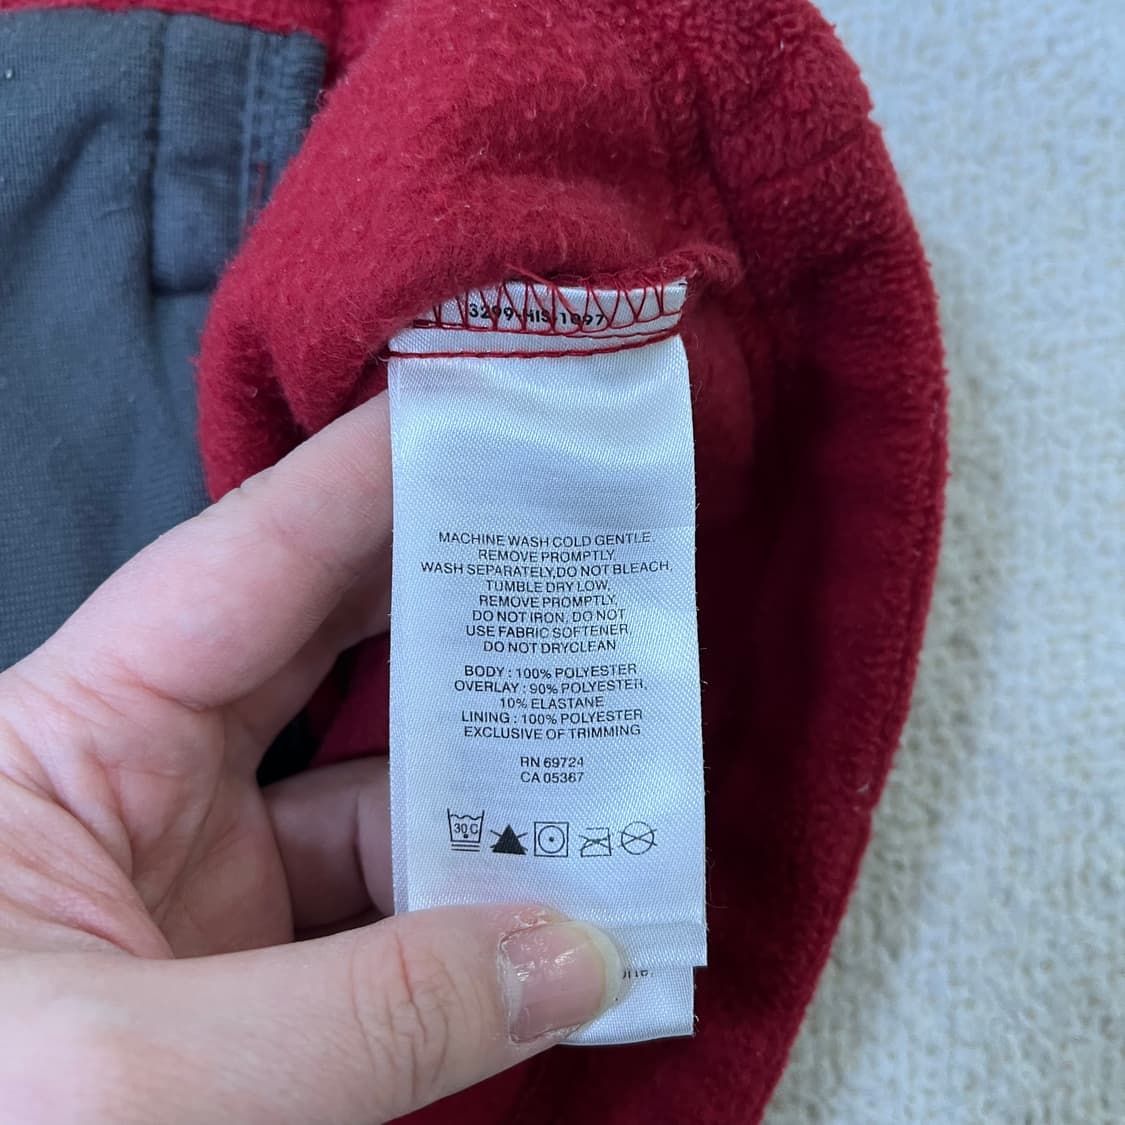 3299-HIS-1097
MACHINE WASH COLD GENTLE,
REMOVE PROMPTLY
WASH SEPARATELY,DO NOT BLEACH,
TUMBLE DRY LOW,
REMOVE PROMPTLY,
DO NOT IRON, DO NOT
USE FABRIC SOFTENER,
DO NOT DRYCLEAN
BODY : 100% POLYESTER
OVERLAY : 90% POLYESTER,
10% ELASTANE
LINING : 100% POLYESTER
EXCLUSIVE OF TRIMMING
RN 69724
CA 05367
30 C